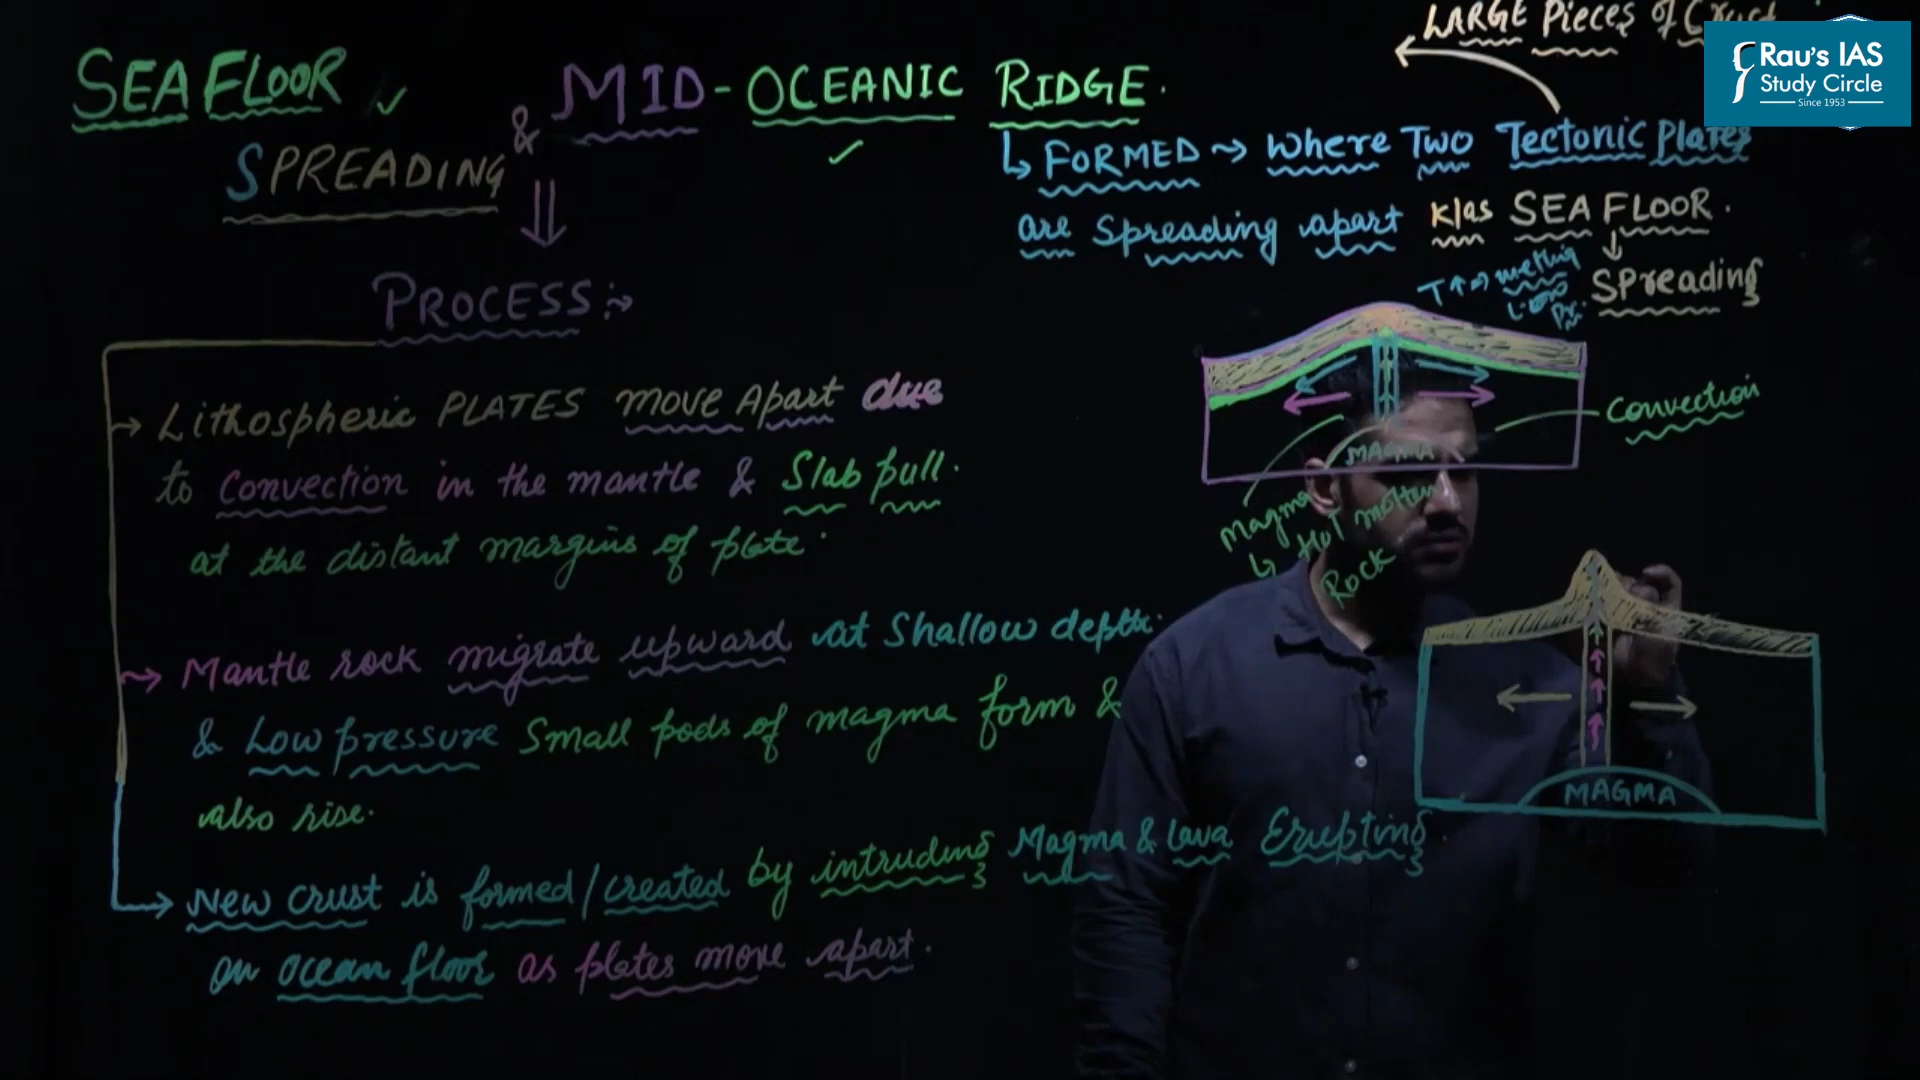 LARGE Pieces of Crust
Rau's IAS
Study Circle
Since 1953
SEA FLOOR
SPREADING
& MID-OCEANIC RIDGE.
FORMED ~> where Two Tectonic Plates
are Spreading apart k/as SEA FLOOR.
Spreading
T↑ => melting
PROCESS:~>
Lithospheric PLATES move Apart due
to Convection in the mantle & Slab pull.
at the distant margins of plate.
Convection
MAGMA
Magma
Hot molten
Rock
Mantle rock migrate upward at Shallow depth.
& Low pressure Small pods of magma form &
also rise.
MAGMA
New crust is formed/created by intruding Magma & lava Erupting.
on ocean floor as plates move apart.